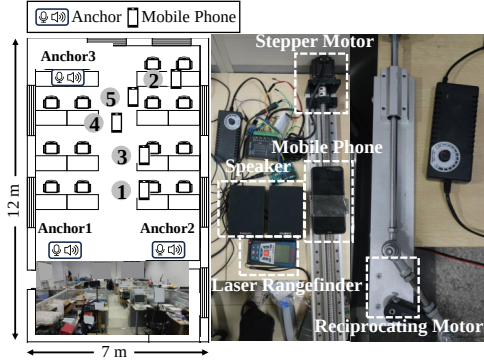 Anchor Mobile Phone
Anchor3
2
5
4
3
1
Anchor1
Anchor2
12 m
7 m
Stepper Motor
Mobile Phone
Speaker
Laser Rangefinder
Reciprocating Motor